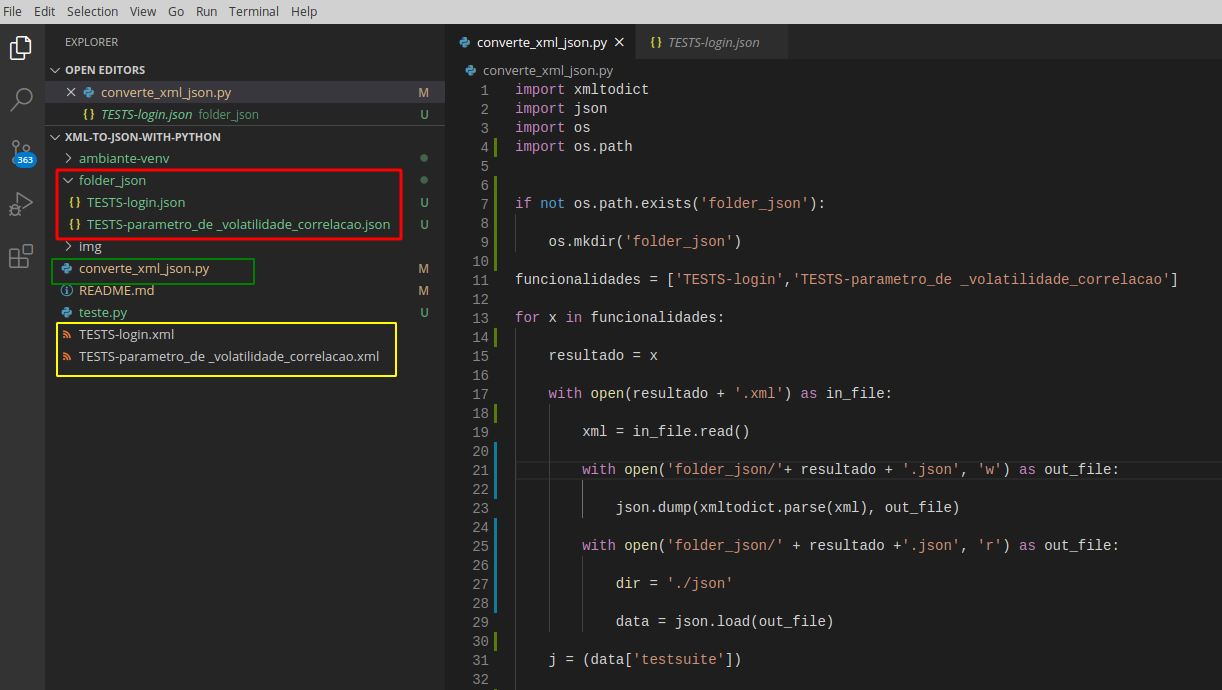 File Edit Selection View Go Run Terminal Help
EXPLORER
OPEN EDITORS
converte_xml_json.py M
{} TESTS-login.json folder_json U
XML-TO-JSON-WITH-PYTHON
ambiante-venv
folder_json
{} TESTS-login.json U
{} TESTS-parametro_de _volatilidade_correlacao.json U
img
converte_xml_json.py M
README.md M
teste.py U
TESTS-login.xml
TESTS-parametro_de _volatilidade_correlacao.xml
363
converte_xml_json.py {} TESTS-login.json
converte_xml_json.py
1 import xmltodict
2 import json
3 import os
4 import os.path
5
6
7 if not os.path.exists('folder_json'):
8
9 os.mkdir('folder_json')
10
11 funcionalidades = ['TESTS-login','TESTS-parametro_de _volatilidade_correlacao']
12
13 for x in funcionalidades:
14
15 resultado = x
16
17 with open(resultado + '.xml') as in_file:
18
19 xml = in_file.read()
20
21 with open('folder_json/'+ resultado + '.json', 'w') as out_file:
22
23 json.dump(xmltodict.parse(xml), out_file)
24
25 with open('folder_json/' + resultado +'.json', 'r') as out_file:
26
27 dir = './json'
28
29 data = json.load(out_file)
30
31 j = (data['testsuite'])
32